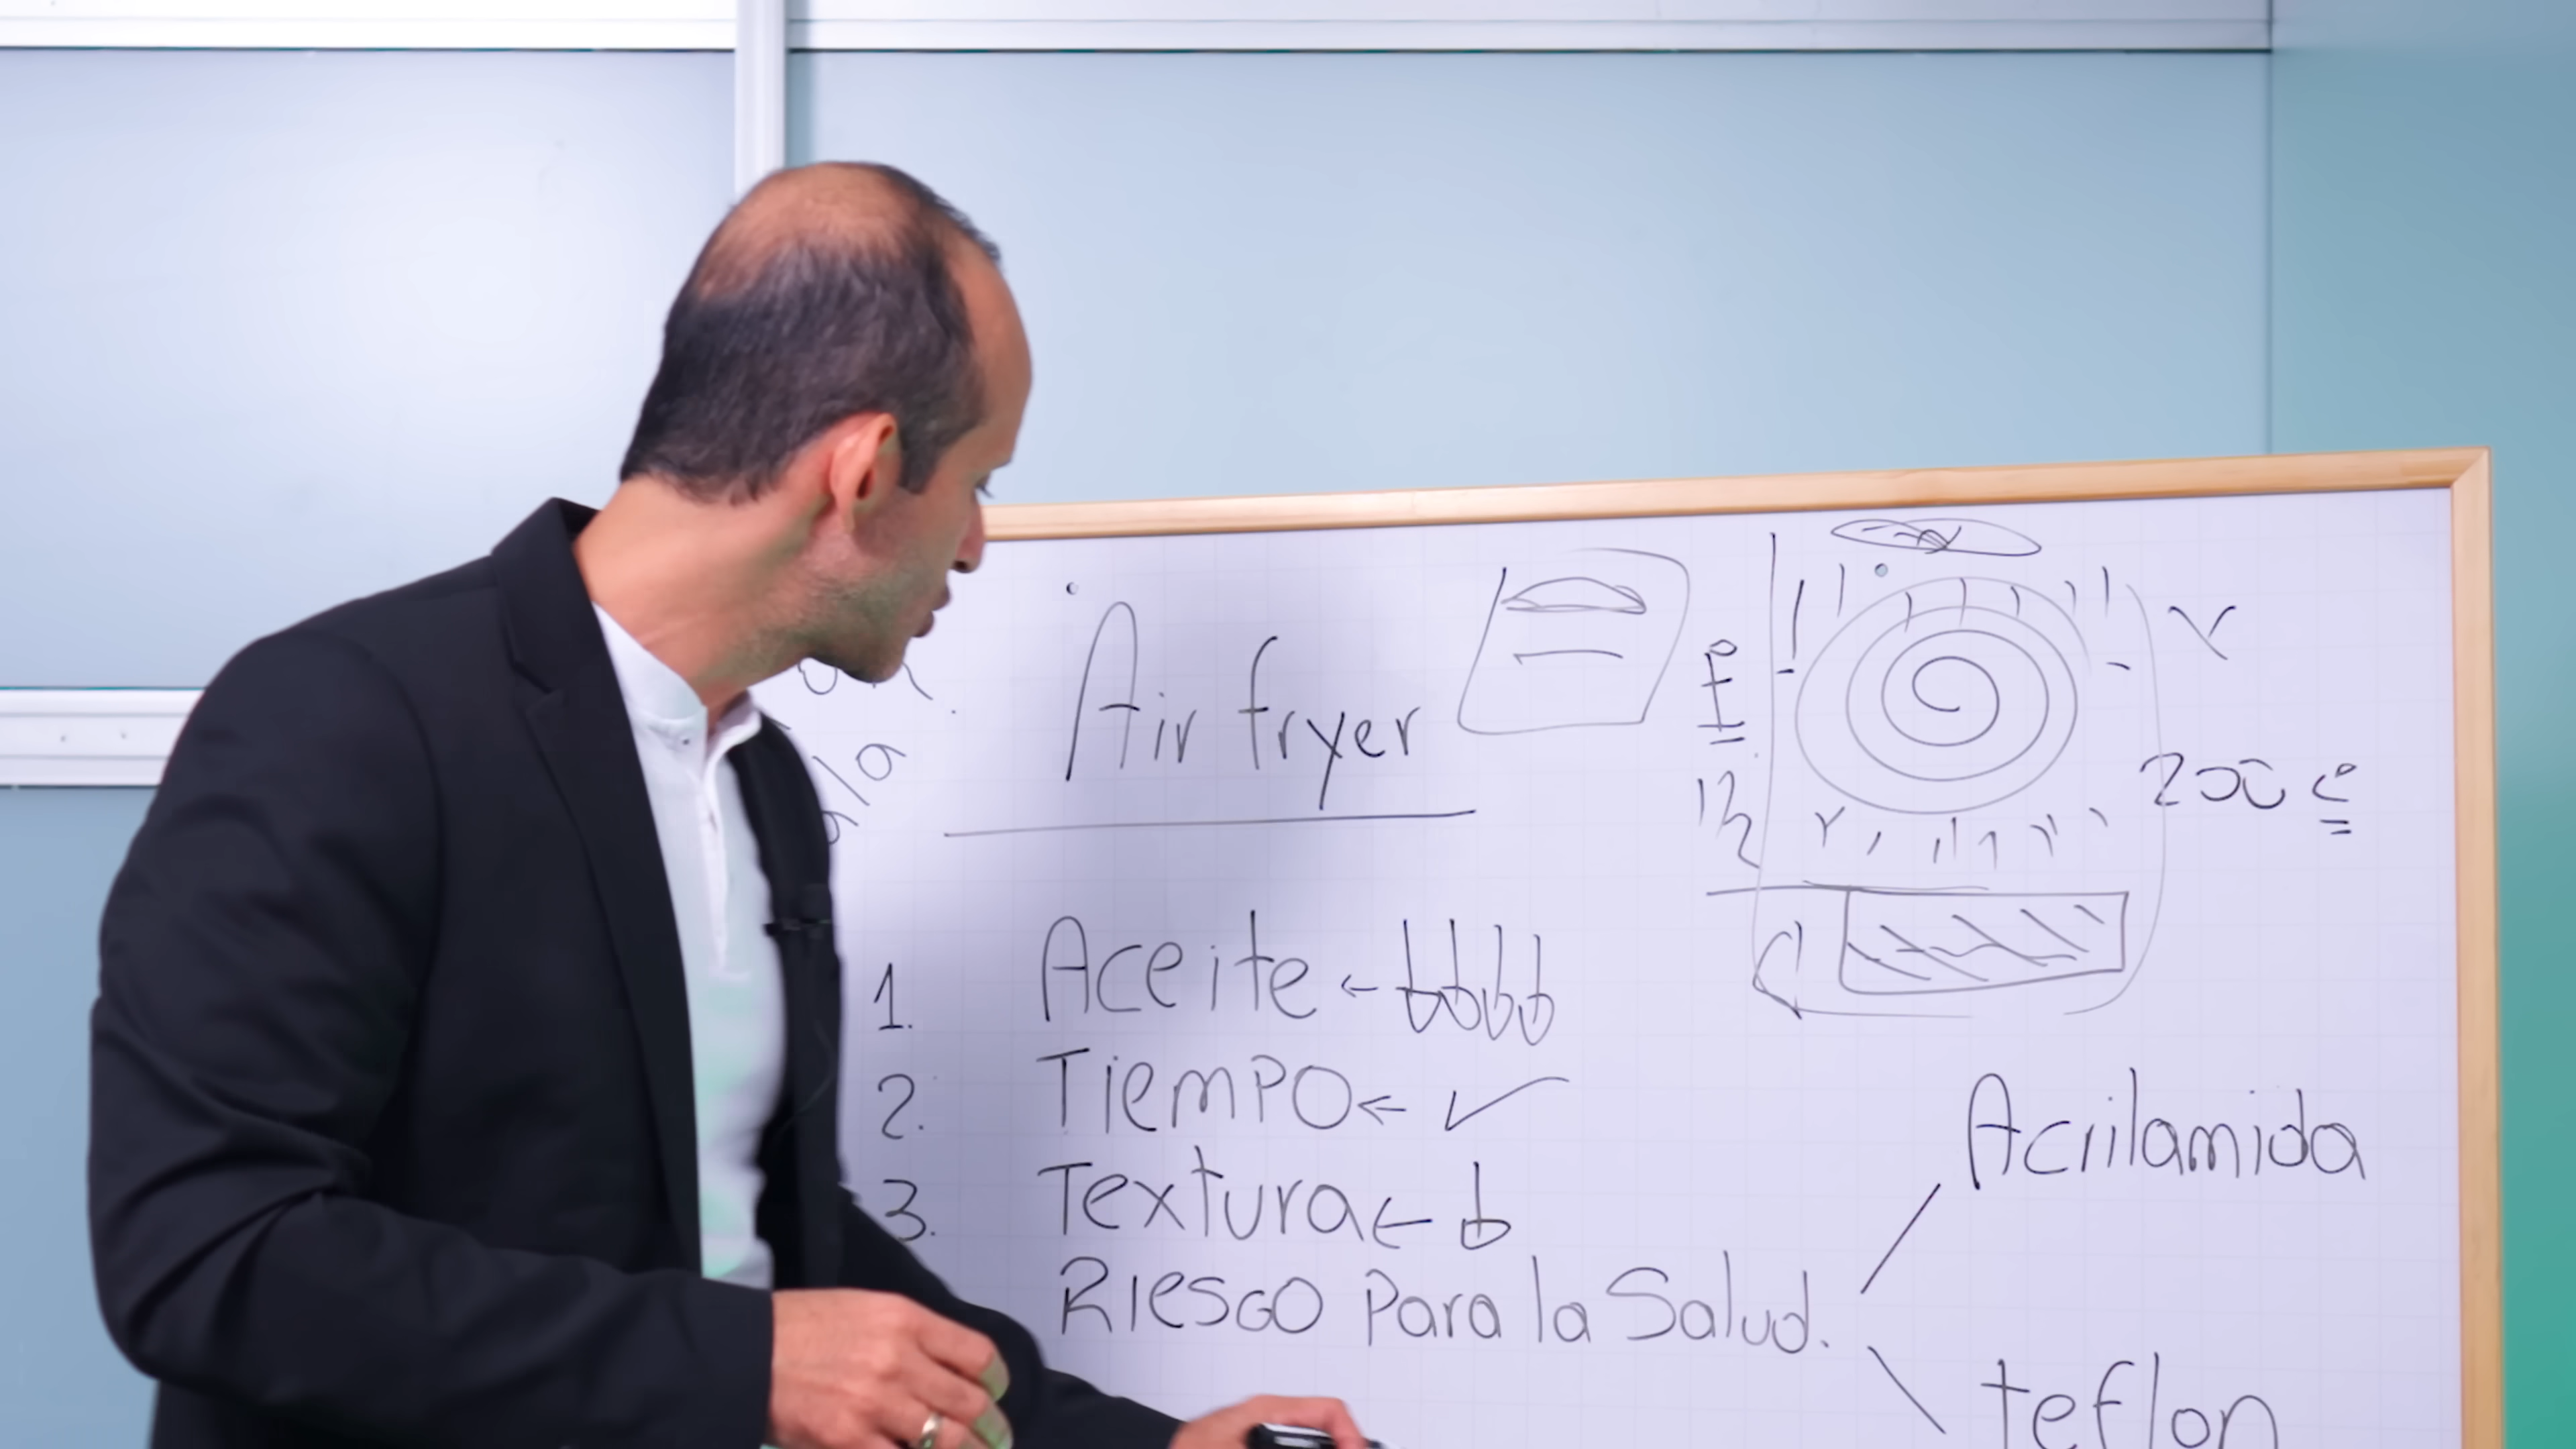 Air fryer
200 c°
1. Aceite ←
2. Tiempo ← ✓
3. Textura ←
Riesgo para la Salud.
Acrilamida
teflon